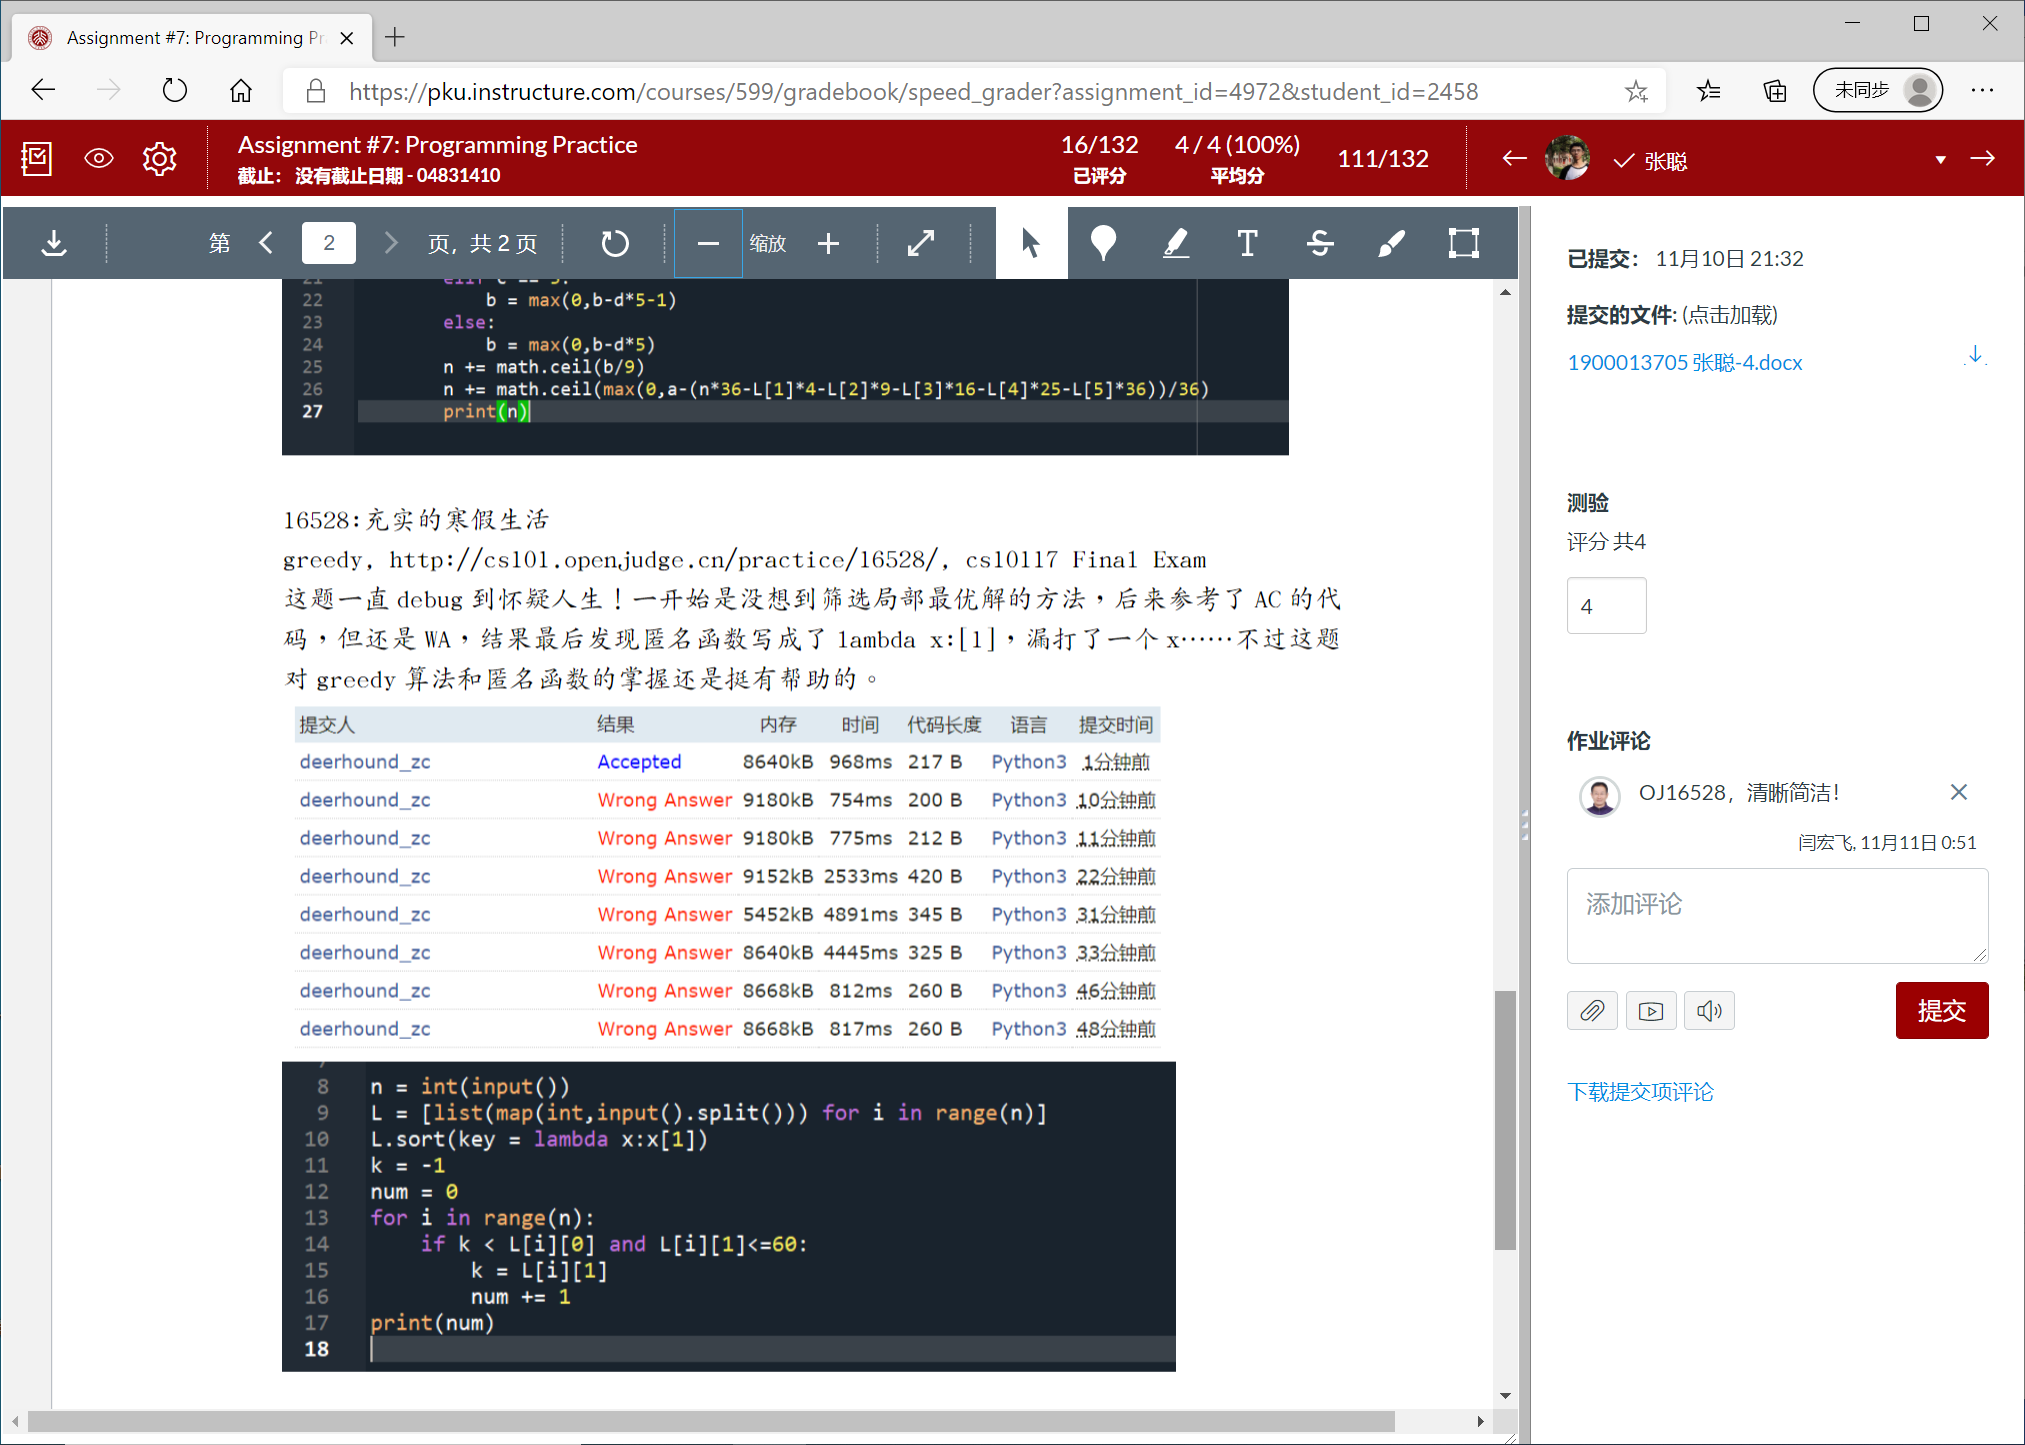 Assignment #7: Programming Pr
https://pku.instructure.com/courses/599/gradebook/speed_grader?assignment_id=4972&student_id=2458
未同步
Assignment #7: Programming Practice
截止: 没有截止日期 - 04831410
16/132
已评分
4 / 4 (100%)
平均分
111/132
张聪
第 2 页，共 2 页
缩放
21 elif c == 3:
22 b = max(0,b-d*5-1)
23 else:
24 b = max(0,b-d*5)
25 n += math.ceil(b/9)
26 n += math.ceil(max(0,a-(n*36-L[1]*4-L[2]*9-L[3]*16-L[4]*25-L[5]*36))/36)
27 print(n)
16528:充实的寒假生活
greedy, http://cs101.openjudge.cn/practice/16528/, cs10117 Final Exam
这题一直 debug 到怀疑人生！一开始是没想到筛选局部最优解的方法，后来参考了 AC 的代
码，但还是 WA，结果最后发现匿名函数写成了 lambda x:[1]，漏打了一个 x……不过这题
对 greedy 算法和匿名函数的掌握还是挺有帮助的。
提交人 结果 内存 时间 代码长度 语言 提交时间
deerhound_zc Accepted 8640kB 968ms 217 B Python3 1分钟前
deerhound_zc Wrong Answer 9180kB 754ms 200 B Python3 10分钟前
deerhound_zc Wrong Answer 9180kB 775ms 212 B Python3 11分钟前
deerhound_zc Wrong Answer 9152kB 2533ms 420 B Python3 22分钟前
deerhound_zc Wrong Answer 5452kB 4891ms 345 B Python3 31分钟前
deerhound_zc Wrong Answer 8640kB 4445ms 325 B Python3 33分钟前
deerhound_zc Wrong Answer 8668kB 812ms 260 B Python3 46分钟前
deerhound_zc Wrong Answer 8668kB 817ms 260 B Python3 48分钟前
7
8 n = int(input())
9 L = [list(map(int,input().split())) for i in range(n)]
10 L.sort(key = lambda x:x[1])
11 k = -1
12 num = 0
13 for i in range(n):
14 if k < L[i][0] and L[i][1]<=60:
15 k = L[i][1]
16 num += 1
17 print(num)
18
已提交: 11月10日 21:32
提交的文件: (点击加载)
1900013705 张聪-4.docx
测验
评分 共4
4
作业评论
OJ16528，清晰简洁！
闫宏飞, 11月11日 0:51
添加评论
提交
下载提交项评论